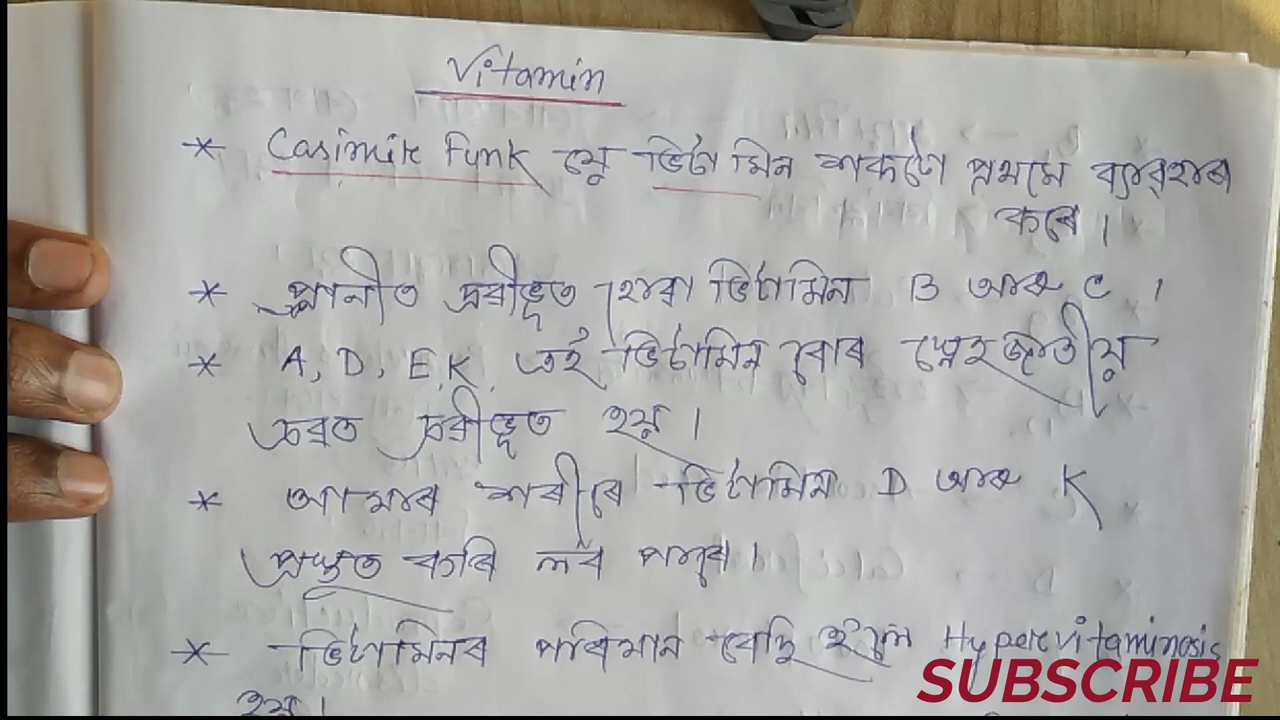 Vitamin
* Casimir Funk য়ে ভিটামিন শব্দটো প্ৰথমে ব্যৱহাৰ
কৰে।
* পানীত দ্ৰৱীভূত হোৱা ভিটামিন B আৰু C ।
* A, D, E, K, এই ভিটামিন বোৰ স্নেহজাতীয়
দ্ৰৱত দ্ৰৱীভূত হয়।
* আমাৰ শৰীৰে ভিটামিন D আৰু K
প্ৰস্তুত কৰি লব পাৰে।
* ভিটামিনৰ পৰিমান বেছি হ'লে Hypervitaminosis
হয়।
SUBSCRIBE